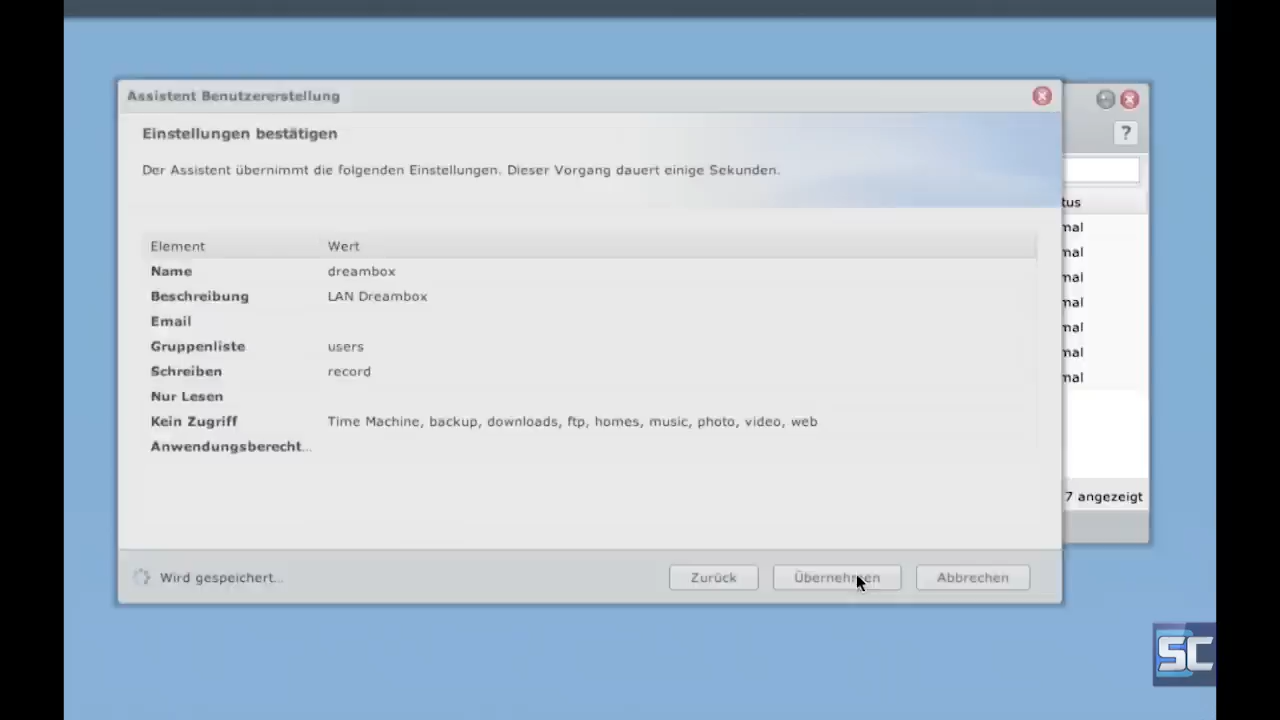 Assistent Benutzererstellung
Einstellungen bestätigen
?
Der Assistent übernimmt die folgenden Einstellungen. Dieser Vorgang dauert einige Sekunden.
tus
Element Wert
mal
Name dreambox
mal
Beschreibung LAN Dreambox
mal
Email
mal
Gruppenliste users
mal
Schreiben record
mal
Nur Lesen
mal
Kein Zugriff Time Machine, backup, downloads, ftp, homes, music, photo, video, web
Anwendungsberecht...
7 angezeigt
Wird gespeichert... Zurück Übernehmen Abbrechen
SC